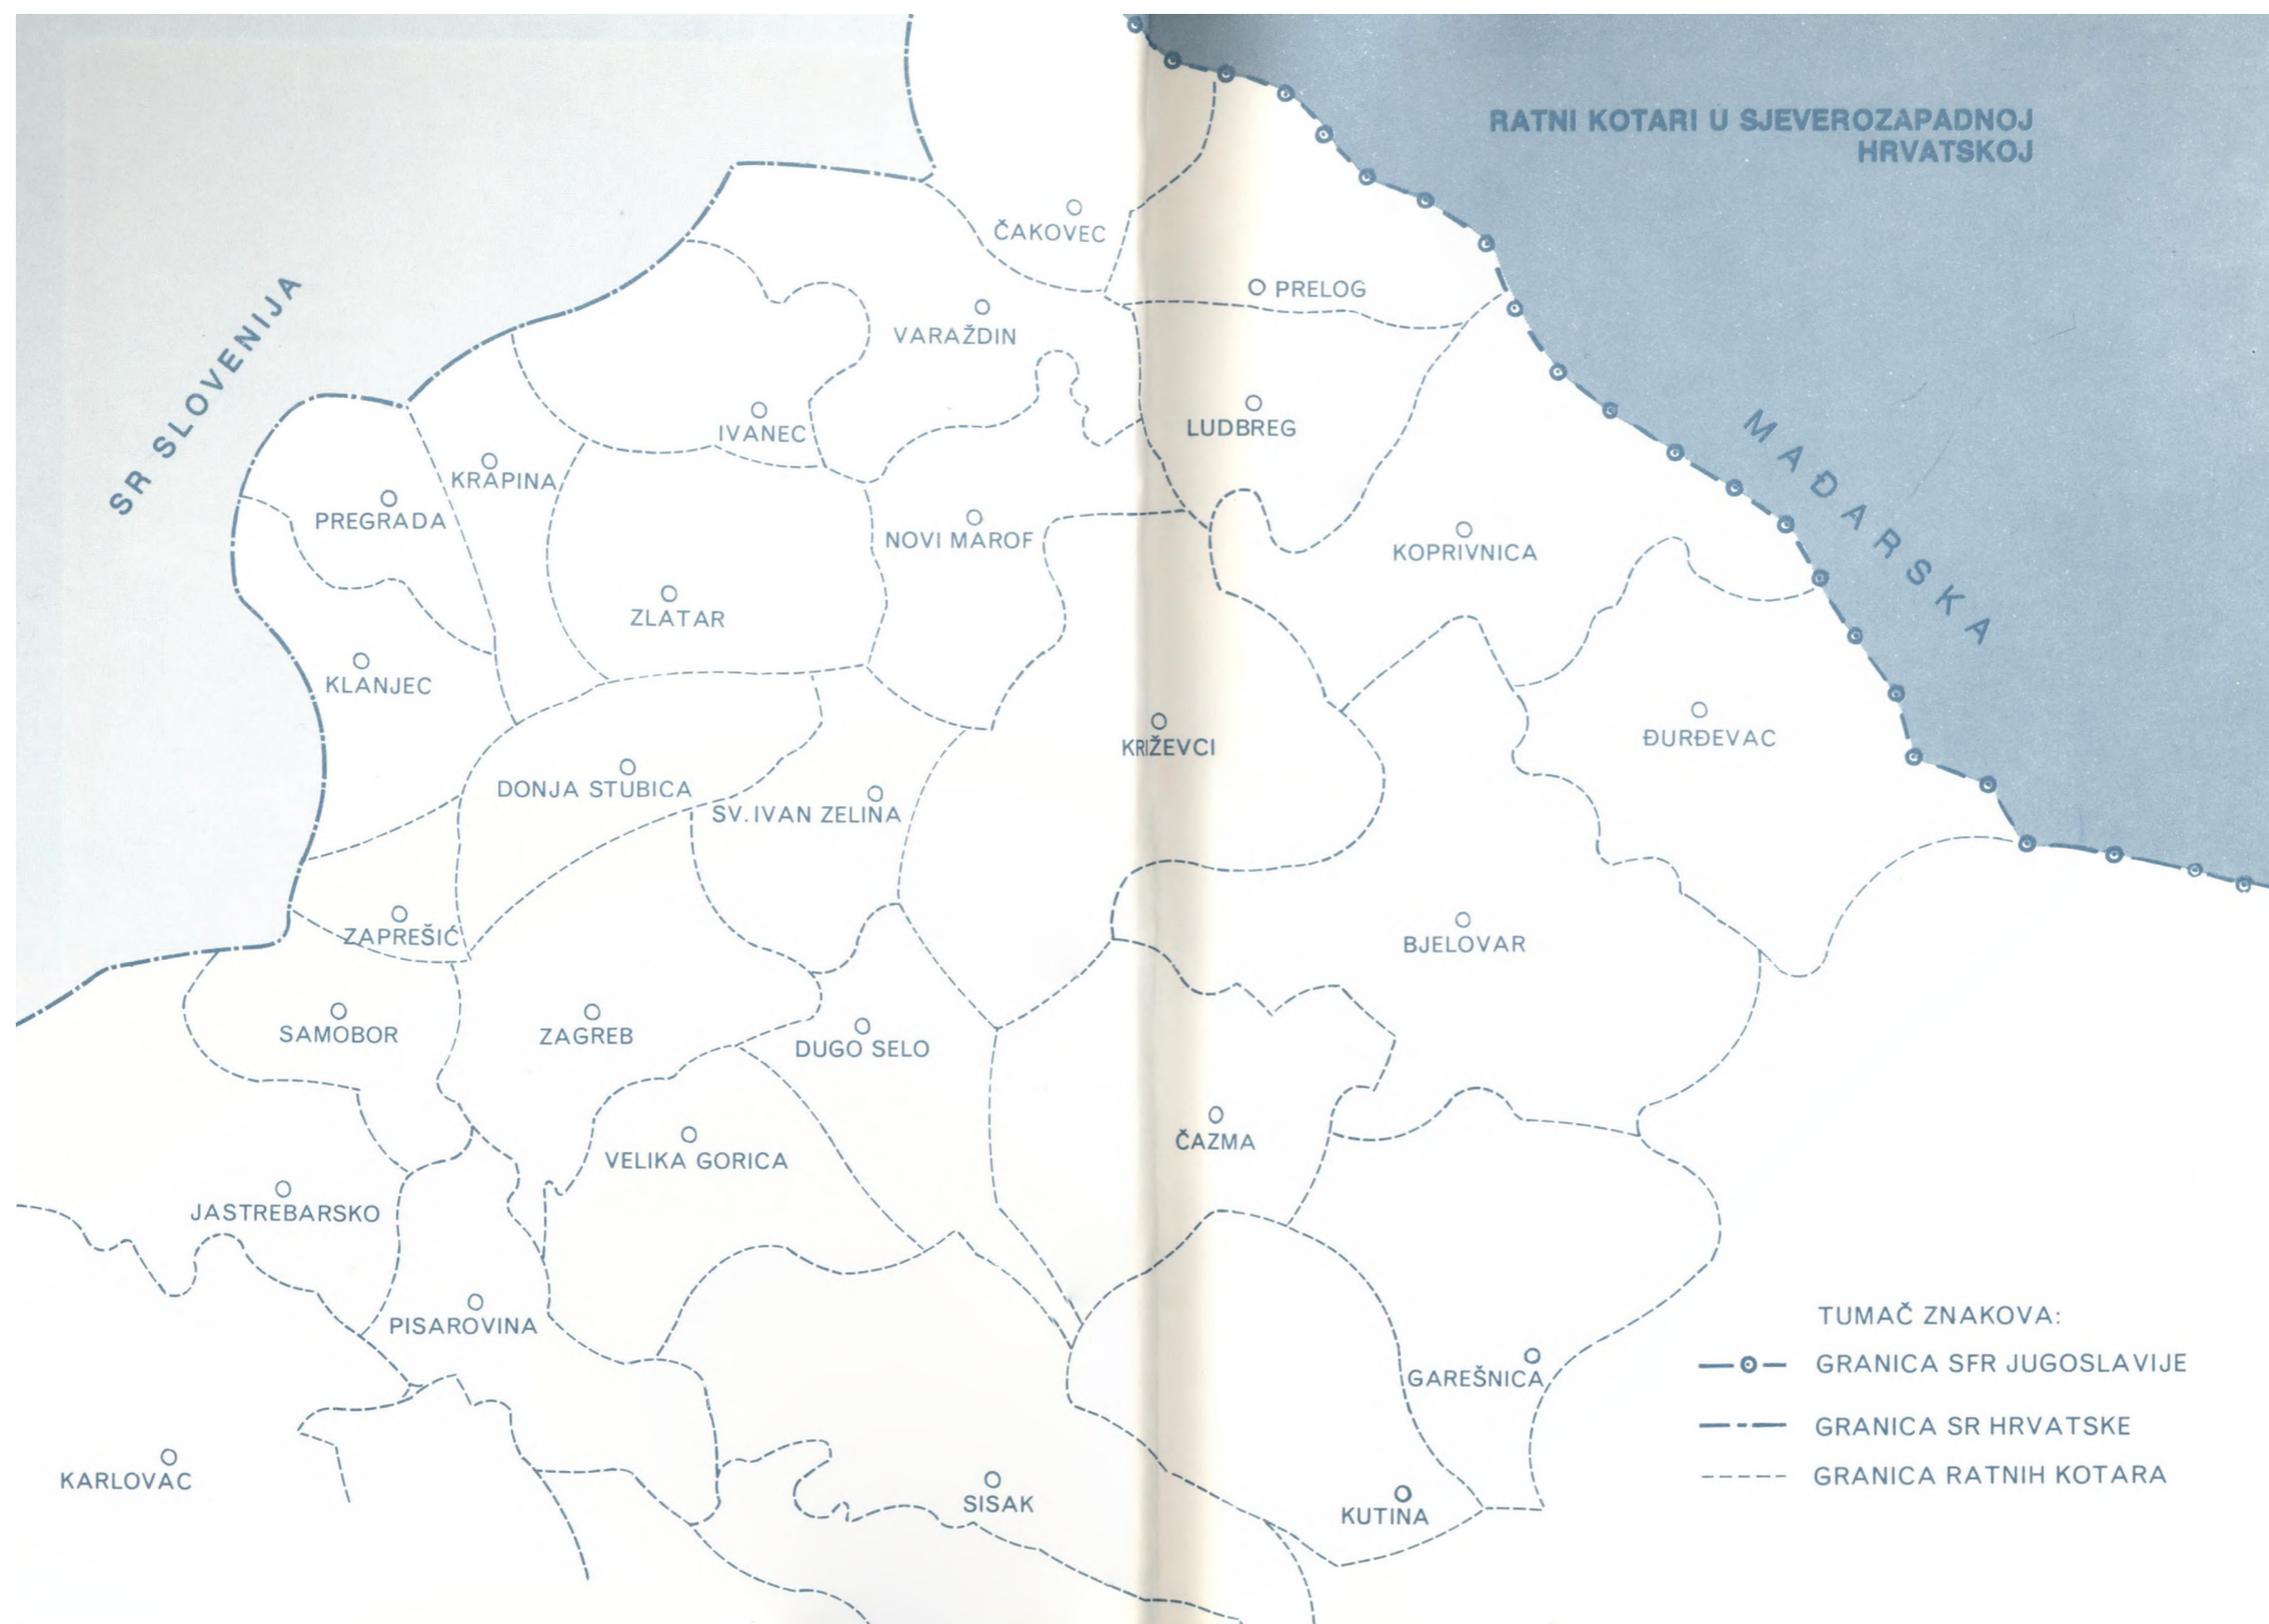 RATNI KOTARI U SJEVEROZAPADNOJ
HRVATSKOJ
SR SLOVENIJA
MAĐARSKA
ČAKOVEC
PRELOG
VARAŽDIN
IVANEC
LUDBREG
KRAPINA
PREGRADA
NOVI MAROF
KOPRIVNICA
ZLATAR
KLANJEC
ĐURĐEVAC
KRIŽEVCI
DONJA STUBICA
SV. IVAN ZELINA
ZAPREŠIĆ
BJELOVAR
SAMOBOR
ZAGREB
DUGO SELO
ČAZMA
VELIKA GORICA
JASTREBARSKO
PISAROVINA
GAREŠNICA
KARLOVAC
SISAK
KUTINA
TUMAČ ZNAKOVA:
GRANICA SFR JUGOSLAVIJE
GRANICA SR HRVATSKE
GRANICA RATNIH KOTARA